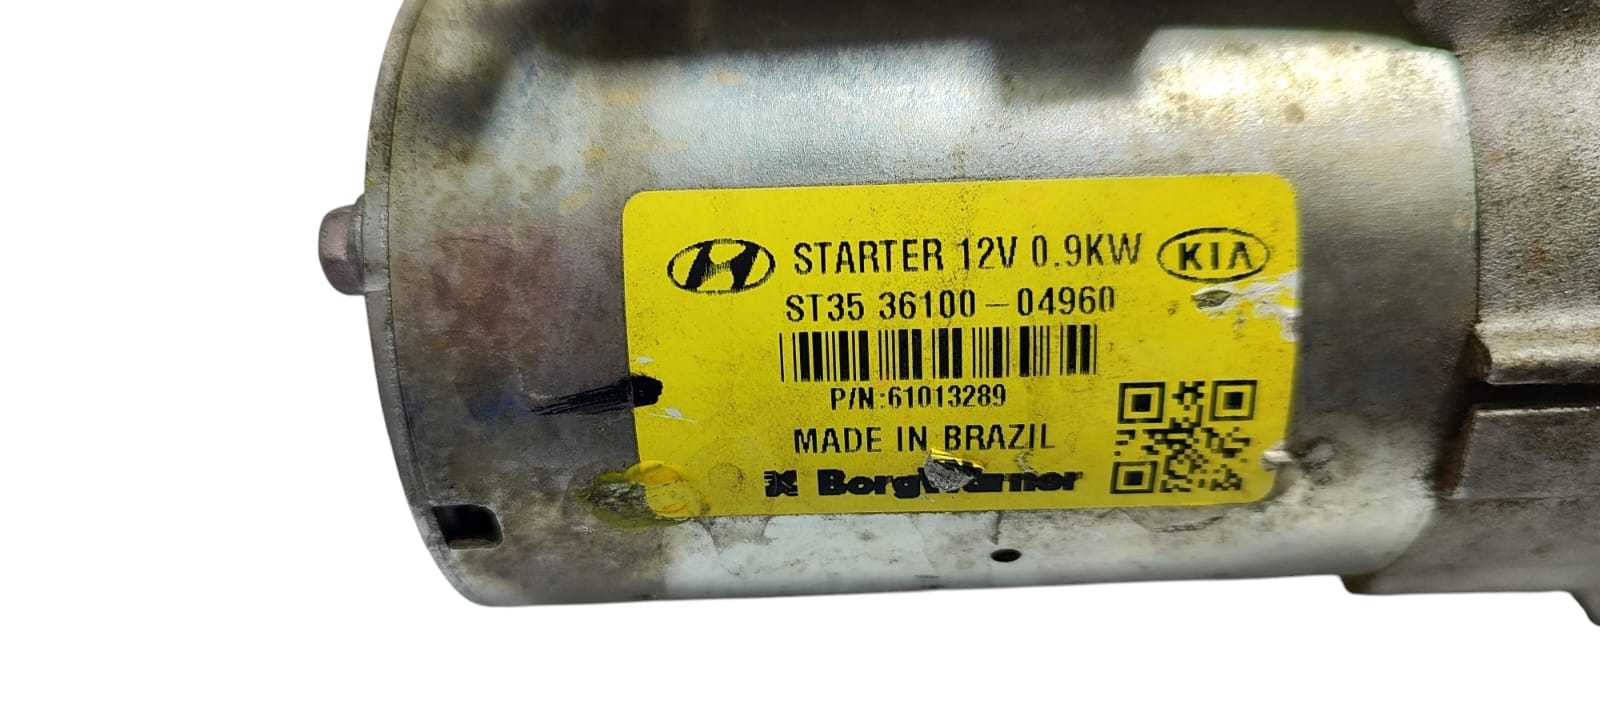 STARTER 12V 0.9KW KIA
ST35 36100-04960
P/N:61013289
MADE IN BRAZIL
BorgWarner